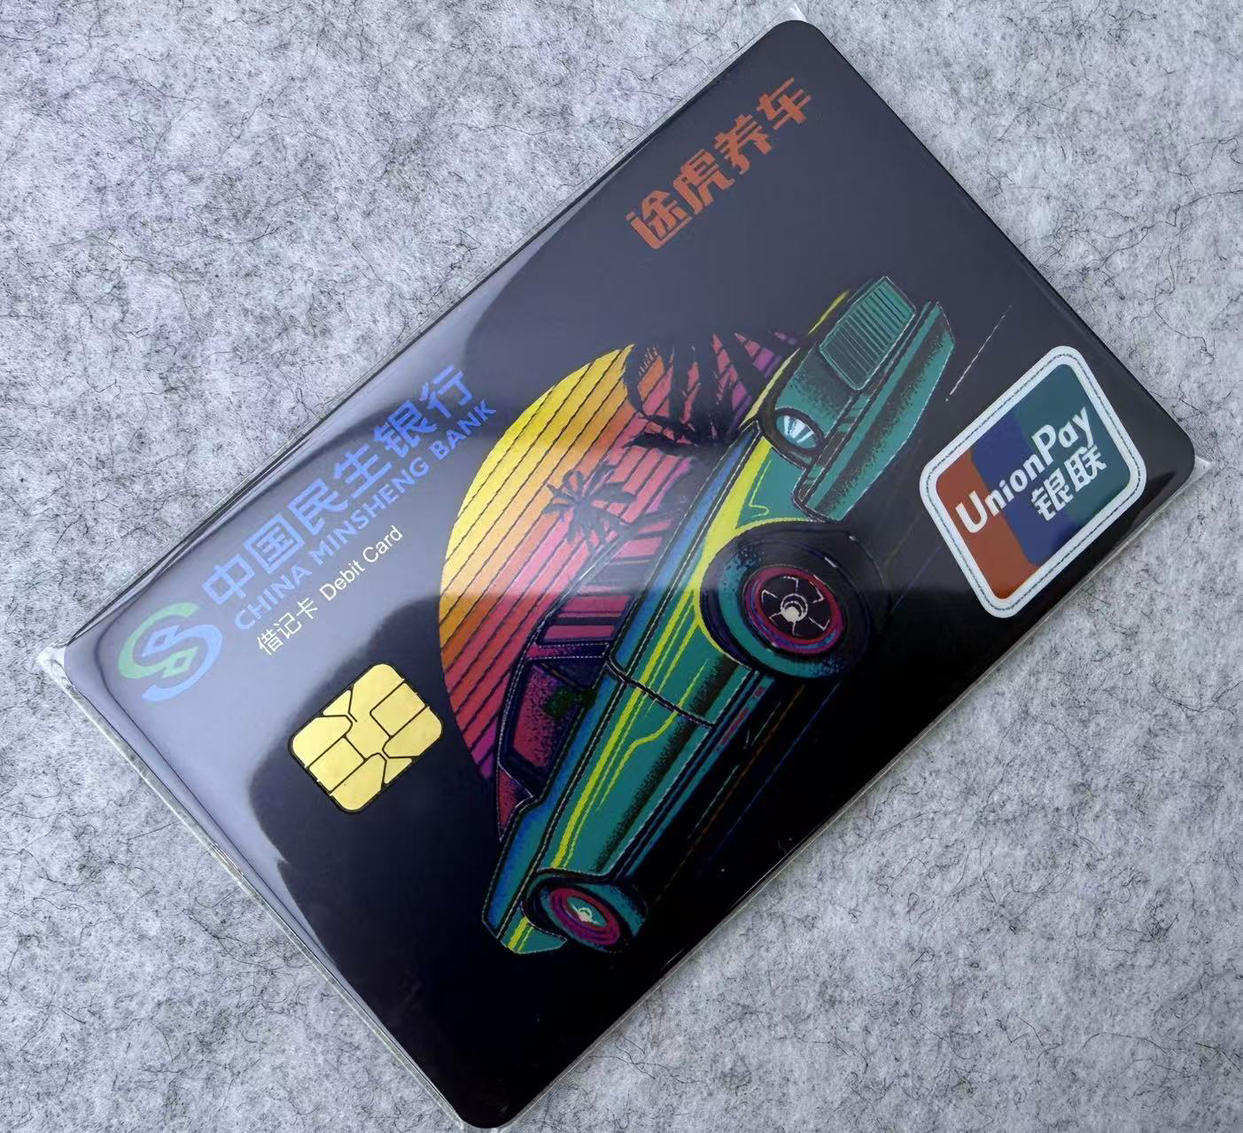 中国民生银行
CHINA MINSHENG BANK
借记卡 Debit Card
途虎养车
UnionPay
银联